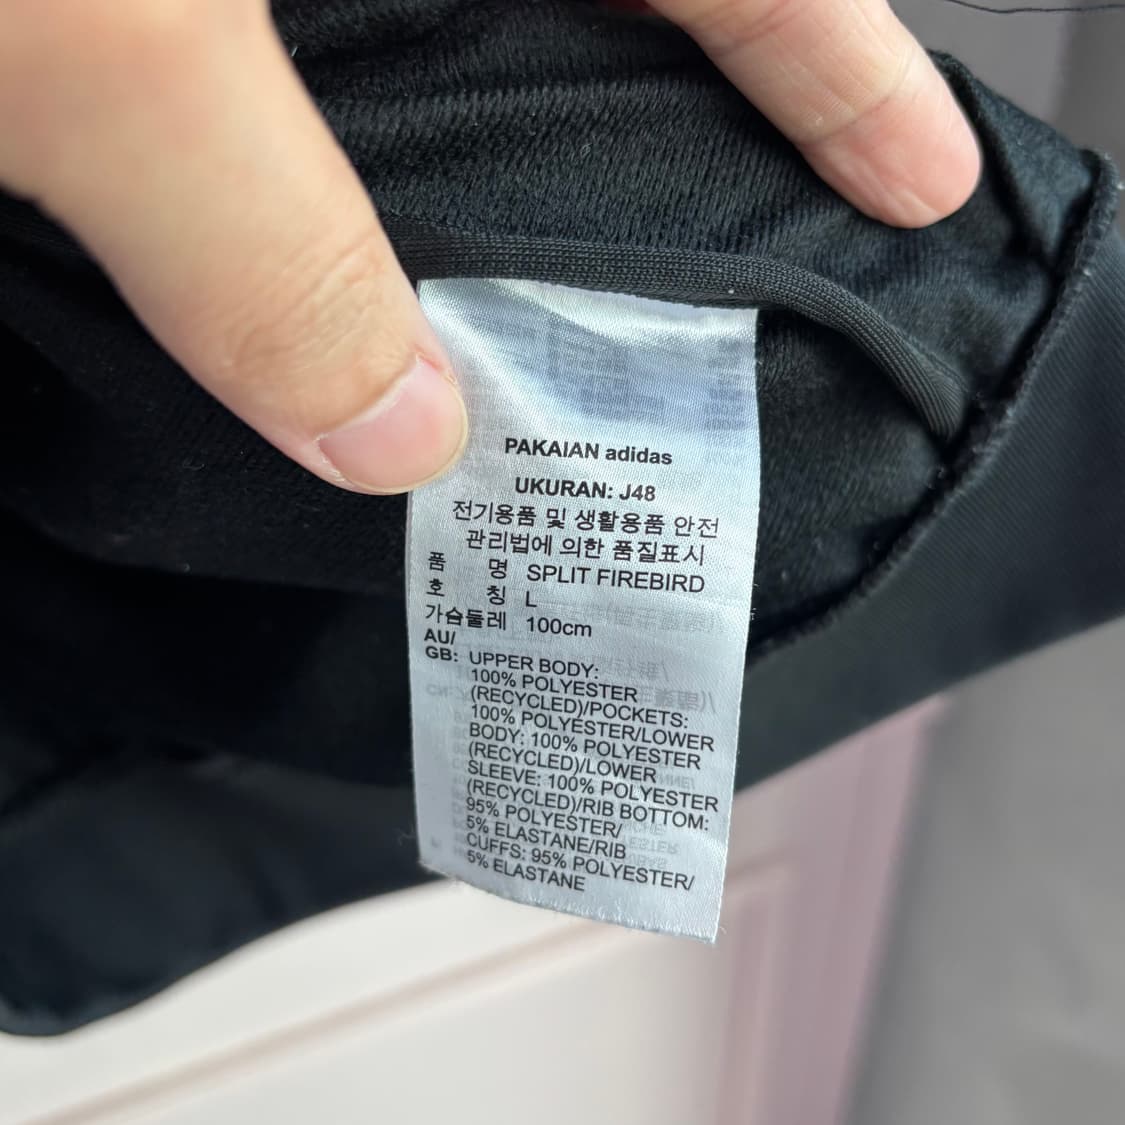 PAKAIAN adidas
UKURAN: J48
전기용품 및 생활용품 안전
관리법에 의한 품질표시
품 명 SPLIT FIREBIRD
호 칭 L
가슴둘레 100cm
AU/
GB: UPPER BODY:
100% POLYESTER
(RECYCLED)/POCKETS:
100% POLYESTER/LOWER
BODY: 100% POLYESTER
(RECYCLED)/LOWER
SLEEVE: 100% POLYESTER
(RECYCLED)/RIB BOTTOM:
95% POLYESTER/
5% ELASTANE/RIB
CUFFS: 95% POLYESTER/
5% ELASTANE